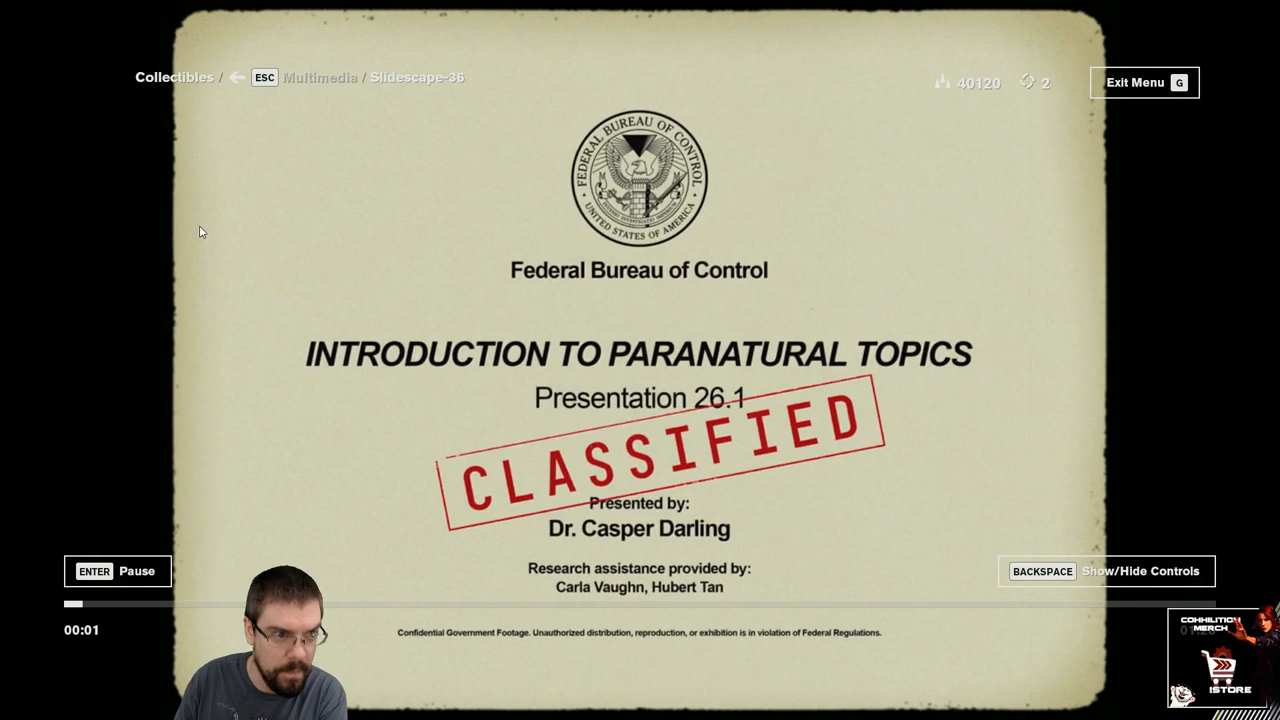 Collectibles / ESC Multimedia / Slidescape-36
40120 2
Exit Menu G
FEDERAL BUREAU OF CONTROL
UNITED STATES OF AMERICA
Federal Bureau of Control
INTRODUCTION TO PARANATURAL TOPICS
Presentation 26.1
CLASSIFIED
Presented by:
Dr. Casper Darling
ENTER Pause
BACKSPACE Show/Hide Controls
Research assistance provided by:
Carla Vaughn, Hubert Tan
00:01
Confidential Government Footage. Unauthorized distribution, reproduction, or exhibition is in violation of Federal Regulations.
MERCH
STORE